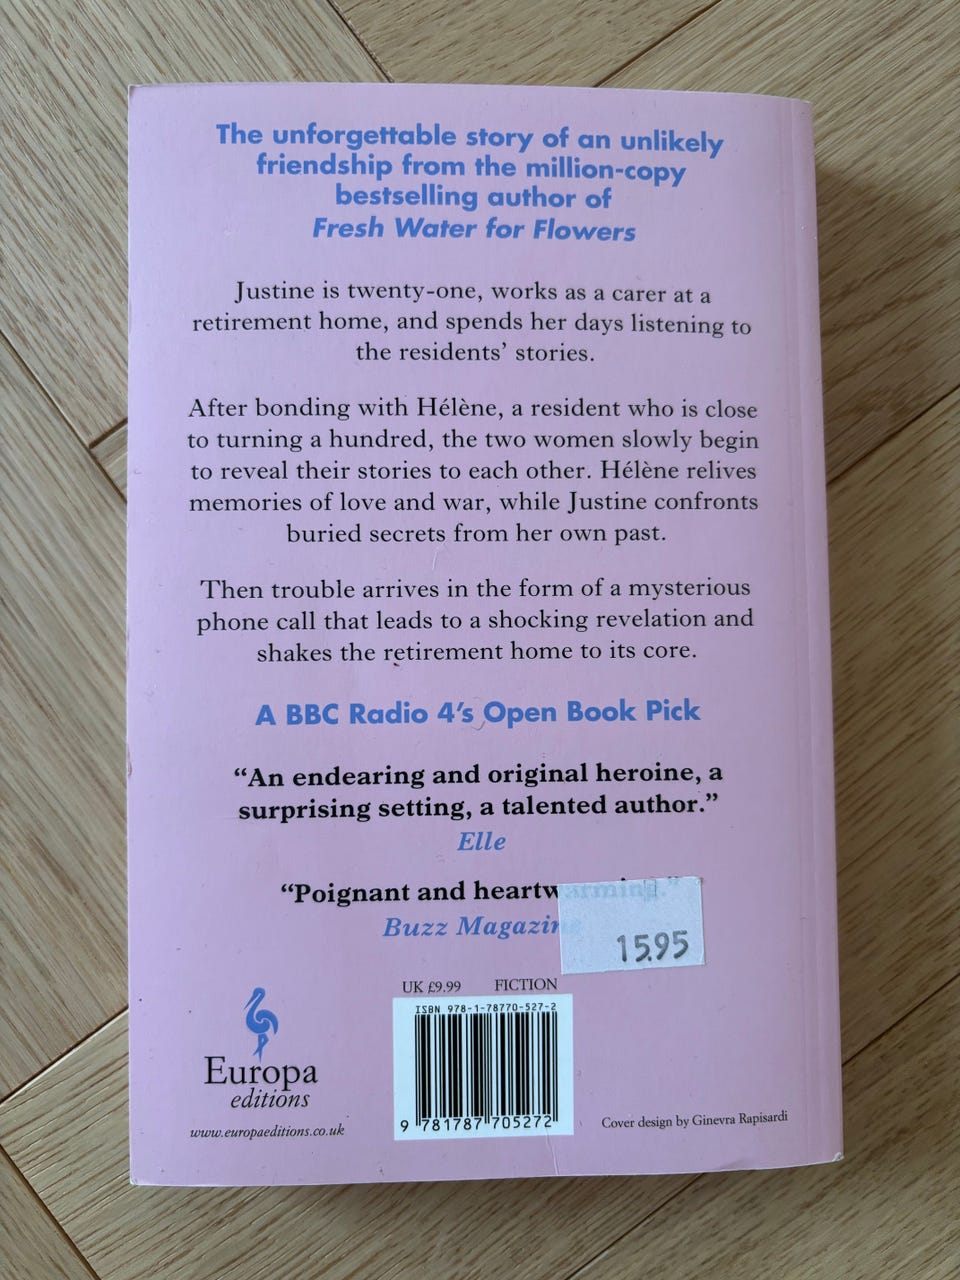 The unforgettable story of an unlikely
friendship from the million-copy
bestselling author of
Fresh Water for Flowers
Justine is twenty-one, works as a carer at a
retirement home, and spends her days listening to
the residents’ stories.
After bonding with Hélène, a resident who is close
to turning a hundred, the two women slowly begin
to reveal their stories to each other. Hélène relives
memories of love and war, while Justine confronts
buried secrets from her own past.
Then trouble arrives in the form of a mysterious
phone call that leads to a shocking revelation and
shakes the retirement home to its core.
A BBC Radio 4’s Open Book Pick
“An endearing and original heroine, a
surprising setting, a talented author.”
Elle
“Poignant and heartwarming.”
Buzz Magazin
15.95
UK £9.99 FICTION
ISBN 978-1-78770-527-2
9 781787 705272
Europa
editions
www.europaeditions.co.uk
Cover design by Ginevra Rapisardi